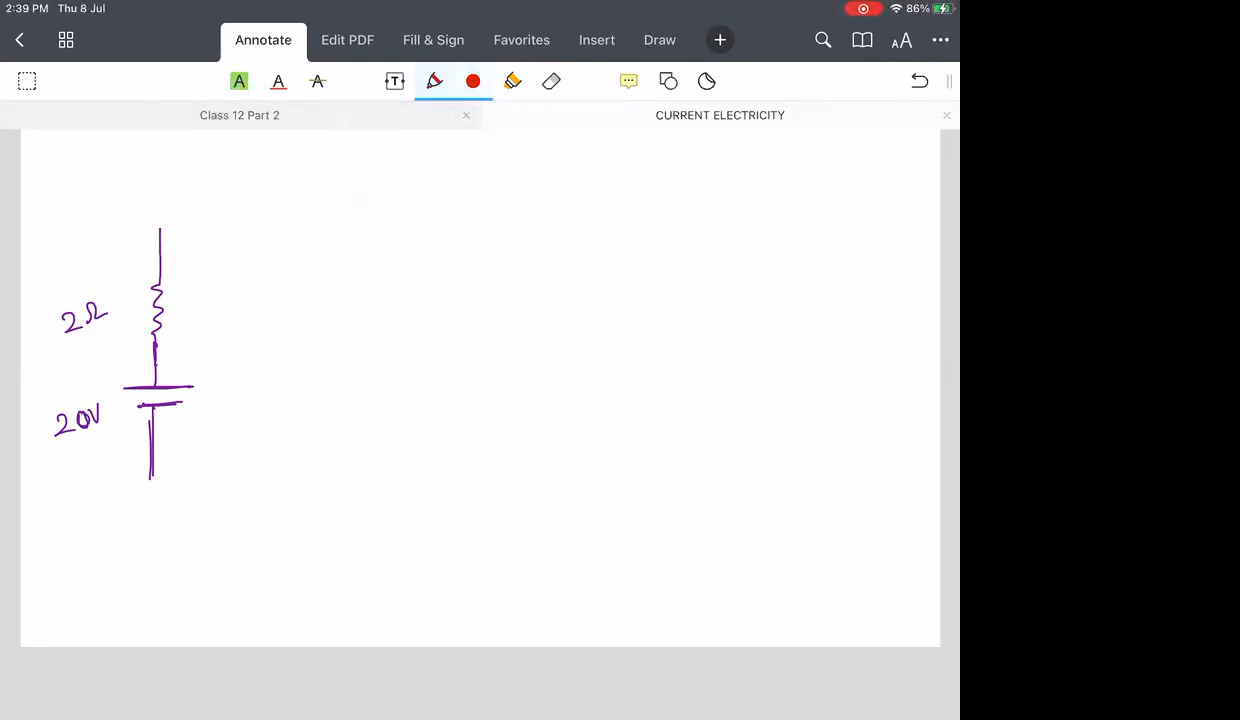 2:39 PM Thu 8 Jul
86%
Annotate Edit PDF Fill & Sign Favorites Insert Draw
A A A T
AA
Class 12 Part 2
CURRENT ELECTRICITY
2Ω
20V